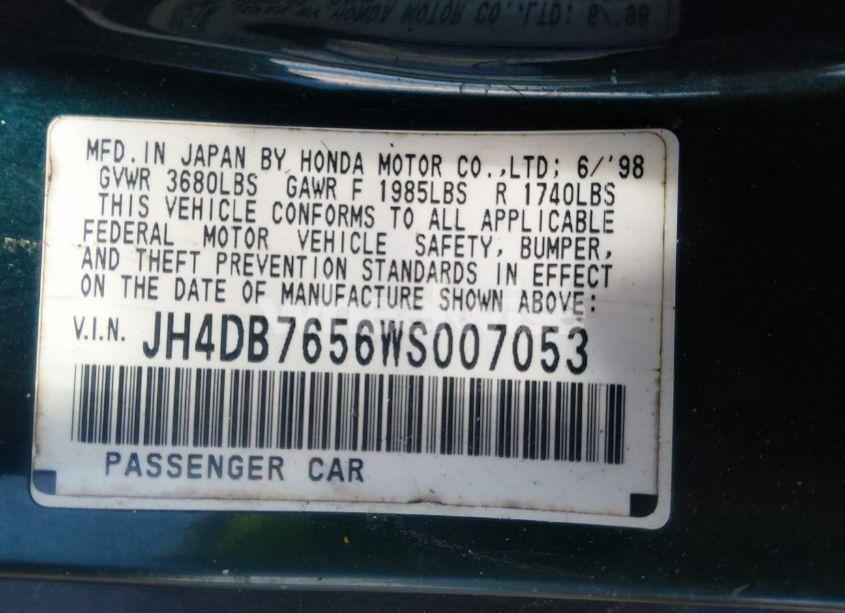 MFD. IN JAPAN BY HONDA MOTOR CO.,LTD; 6/'98
GVWR 3680LBS GAWR F 1985LBS R 1740LBS
THIS VEHICLE CONFORMS TO ALL APPLICABLE
FEDERAL MOTOR VEHICLE SAFETY, BUMPER,
AND THEFT PREVENTION STANDARDS IN EFFECT
ON THE DATE OF MANUFACTURE SHOWN ABOVE:
V.I.N. JH4DB7656WS007053
PASSENGER CAR